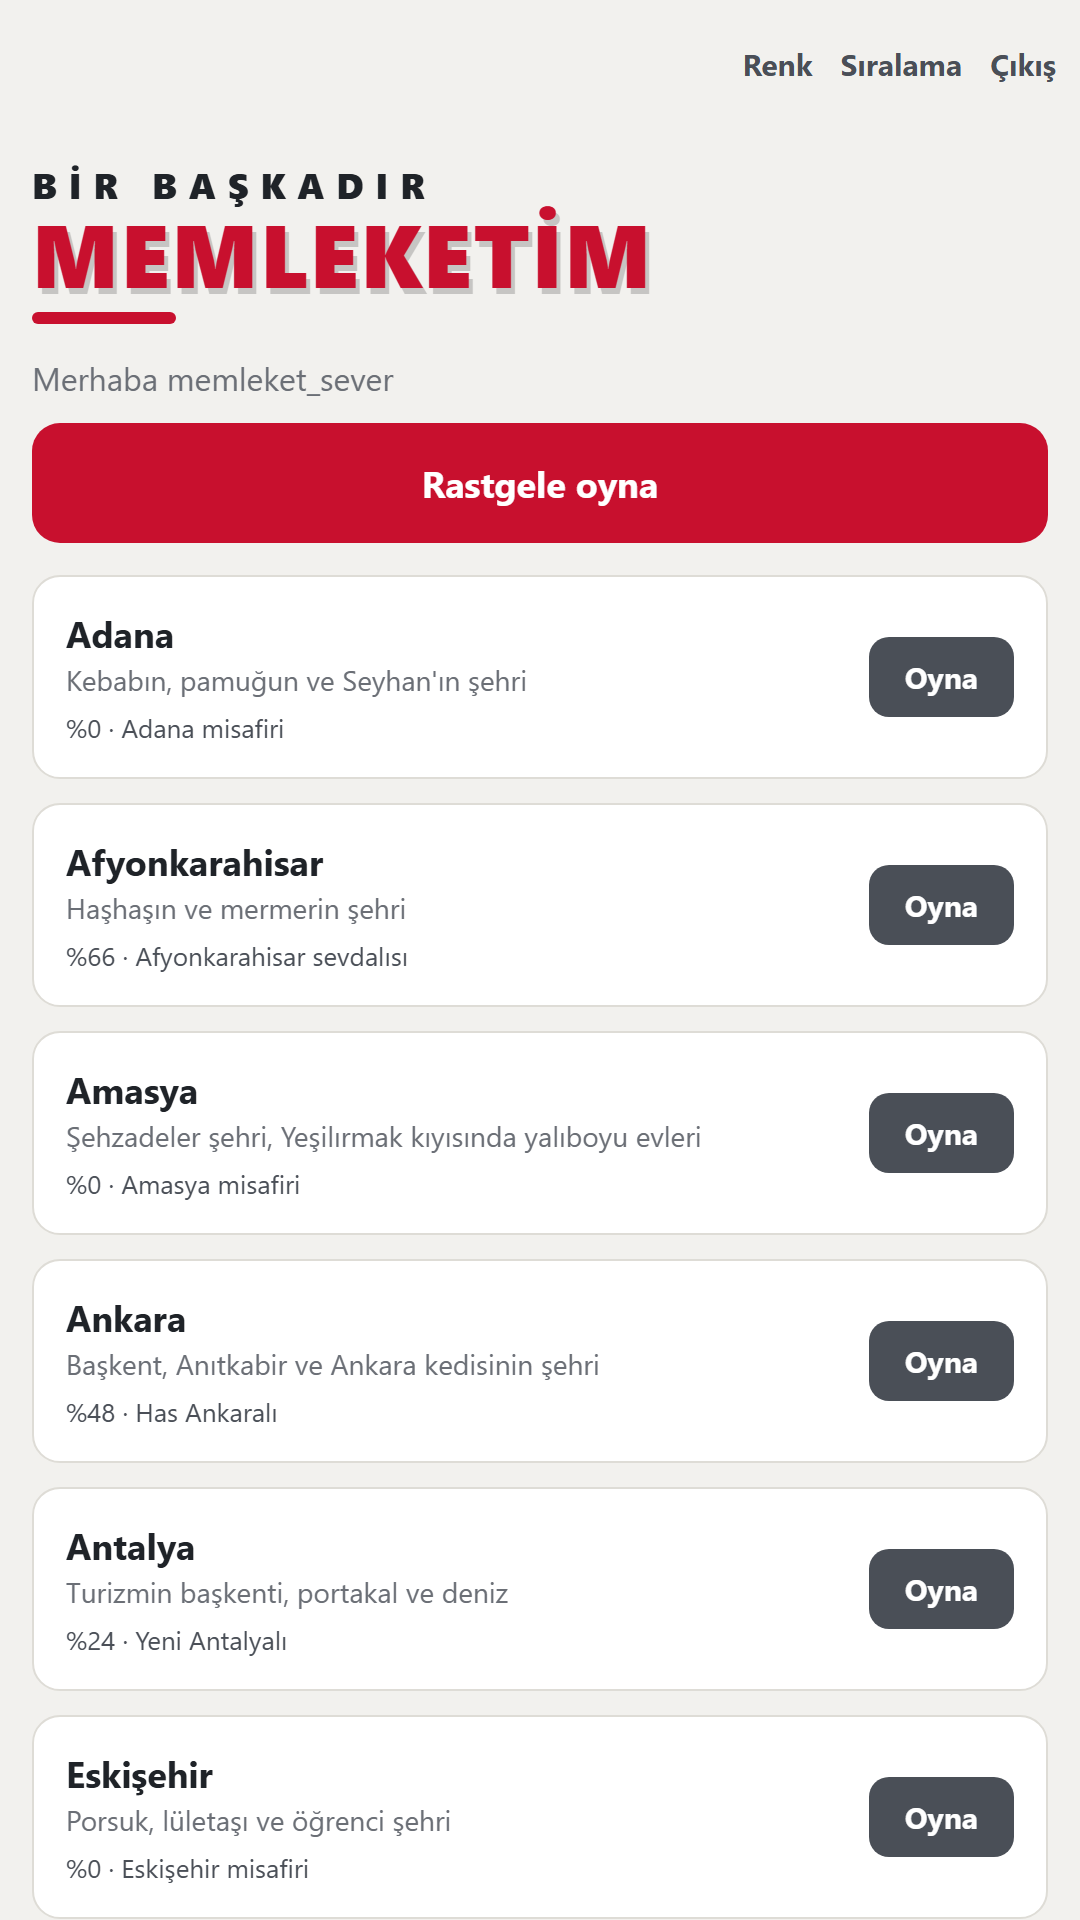 Renk Sıralama Çıkış
BİR BAŞKADIR
MEMLEKETİM
Merhaba memleket_sever
Rastgele oyna
Adana
Kebabın, pamuğun ve Seyhan'ın şehri
%0 · Adana misafiri
Oyna
Afyonkarahisar
Haşhaşın ve mermerin şehri
%66 · Afyonkarahisar sevdalısı
Oyna
Amasya
Şehzadeler şehri, Yeşilırmak kıyısında yalıboyu evleri
%0 · Amasya misafiri
Oyna
Ankara
Başkent, Anıtkabir ve Ankara kedisinin şehri
%48 · Has Ankaralı
Oyna
Antalya
Turizmin başkenti, portakal ve deniz
%24 · Yeni Antalyalı
Oyna
Eskişehir
Porsuk, lületaşı ve öğrenci şehri
%0 · Eskişehir misafiri
Oyna